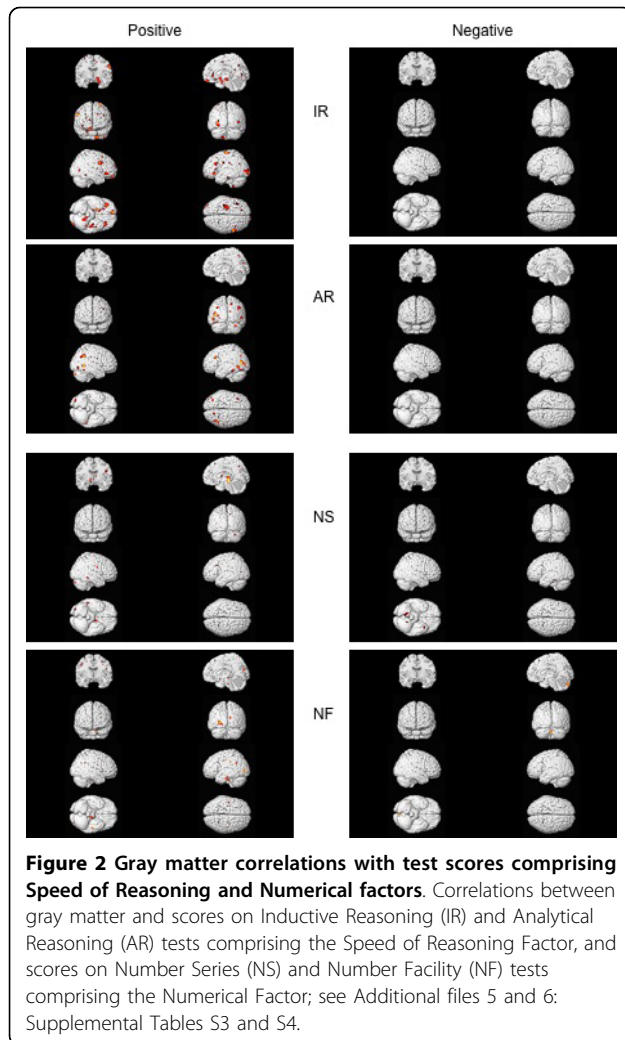 Positive
Negative
IR
AR
NS
NF
Figure 2 Gray matter correlations with test scores comprising
Speed of Reasoning and Numerical factors. Correlations between
gray matter and scores on Inductive Reasoning (IR) and Analytical
Reasoning (AR) tests comprising the Speed of Reasoning Factor, and
scores on Number Series (NS) and Number Facility (NF) tests
comprising the Numerical Factor; see Additional files 5 and 6:
Supplemental Tables S3 and S4.